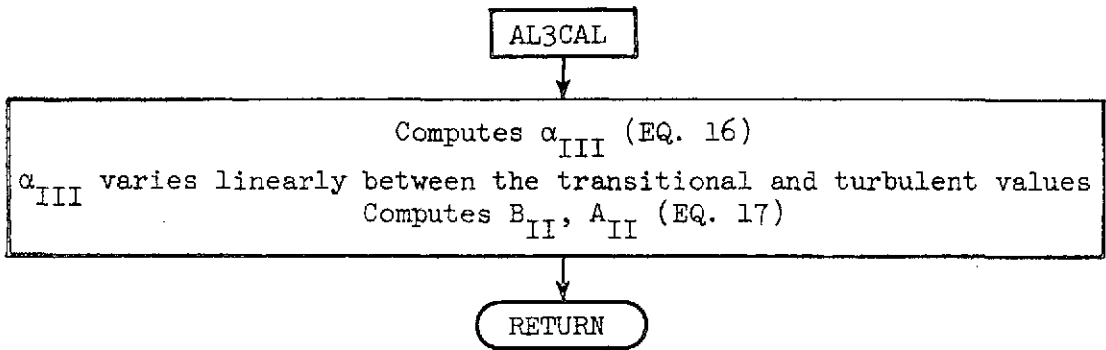 AL3CAL
Computes α_III (EQ. 16)
α_III varies linearly between the transitional and turbulent values
Computes B_II, A_II (EQ. 17)
RETURN